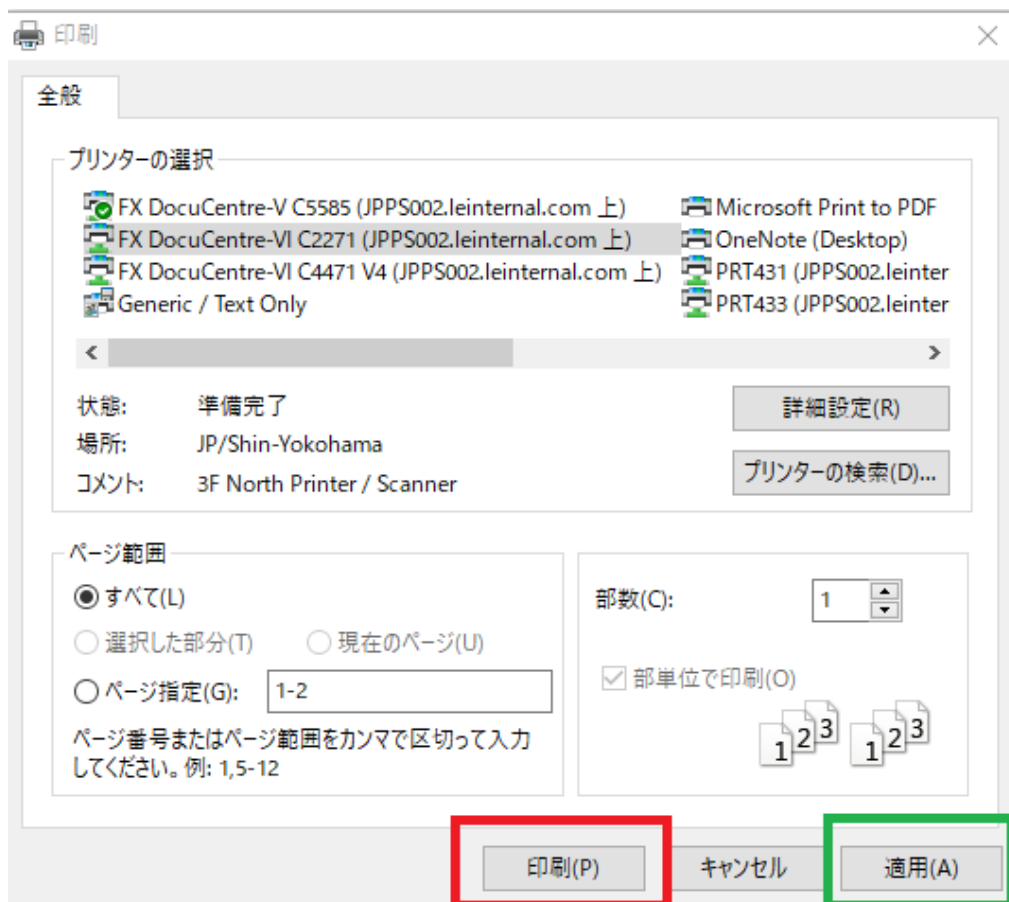 印刷
全般
プリンターの選択
FX DocuCentre-V C5585 (JPPS002.leinternal.com 上)
Microsoft Print to PDF
FX DocuCentre-VI C2271 (JPPS002.leinternal.com 上)
OneNote (Desktop)
FX DocuCentre-VI C4471 V4 (JPPS002.leinternal.com 上)
PRT431 (JPPS002.leinter
Generic / Text Only
PRT433 (JPPS002.leinter
状態: 準備完了
詳細設定(R)
場所: JP/Shin-Yokohama
コメント: 3F North Printer / Scanner
プリンターの検索(D)...
ページ範囲
すべて(L)
選択した部分(T) 現在のページ(U)
ページ指定(G): 1-2
ページ番号またはページ範囲をカンマで区切って入力
してください。例: 1,5-12
部数(C): 1
部単位で印刷(O)
1 2 3 1 2 3
印刷(P) キャンセル 適用(A)